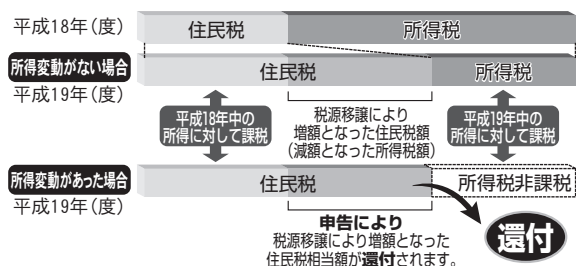 平成18年(度)
住民税
所得税
所得変動がない場合
平成19年(度)
住民税
所得税
平成18年中の
所得に対して課税
税源移譲により
増額となった住民税額
(減額となった所得税額)
平成19年中の
所得に対して課税
所得変動があった場合
平成19年(度)
住民税
所得税非課税
申告により
税源移譲により増額となった
住民税相当額が還付されます。
還付